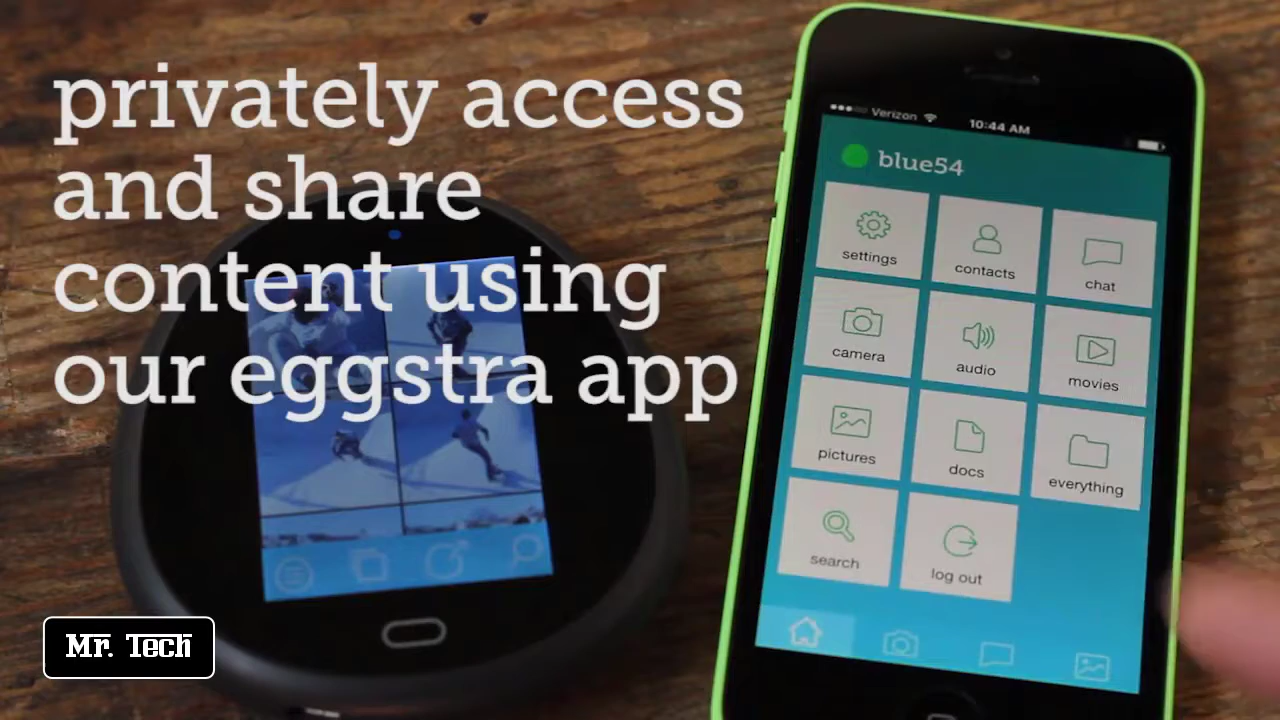 privately access
and share
content using
our eggstra app
Verizon
10:44 AM
blue54
settings
contacts
chat
camera
audio
movies
pictures
docs
everything
search
log out
Mr. Tech